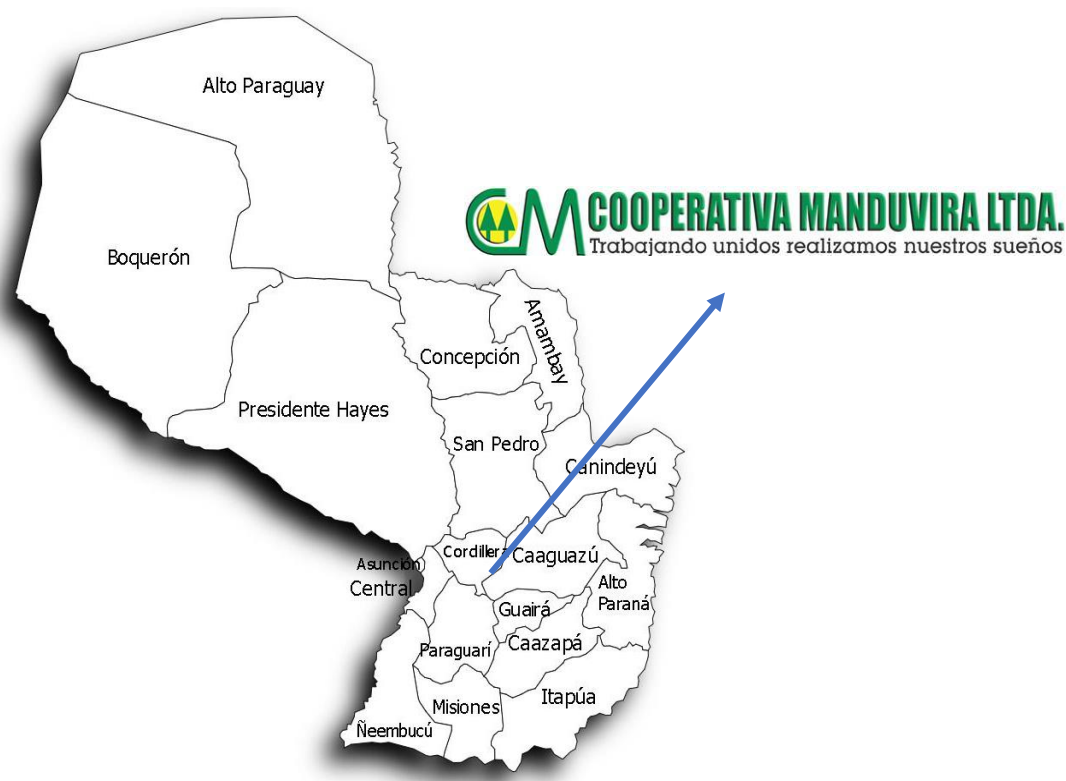 Alto Paraguay
CM COOPERATIVA MANDUVIRA LTDA.
Trabajando unidos realizamos nuestros sueños
Boquerón
Amambay
Concepción
Presidente Hayes
San Pedro
Canindeyú
Cordillera
Caaguazú
Asunción
Central
Alto
Paraná
Guairá
Caazapá
Paraguarí
Itapúa
Misiones
Ñeembucú